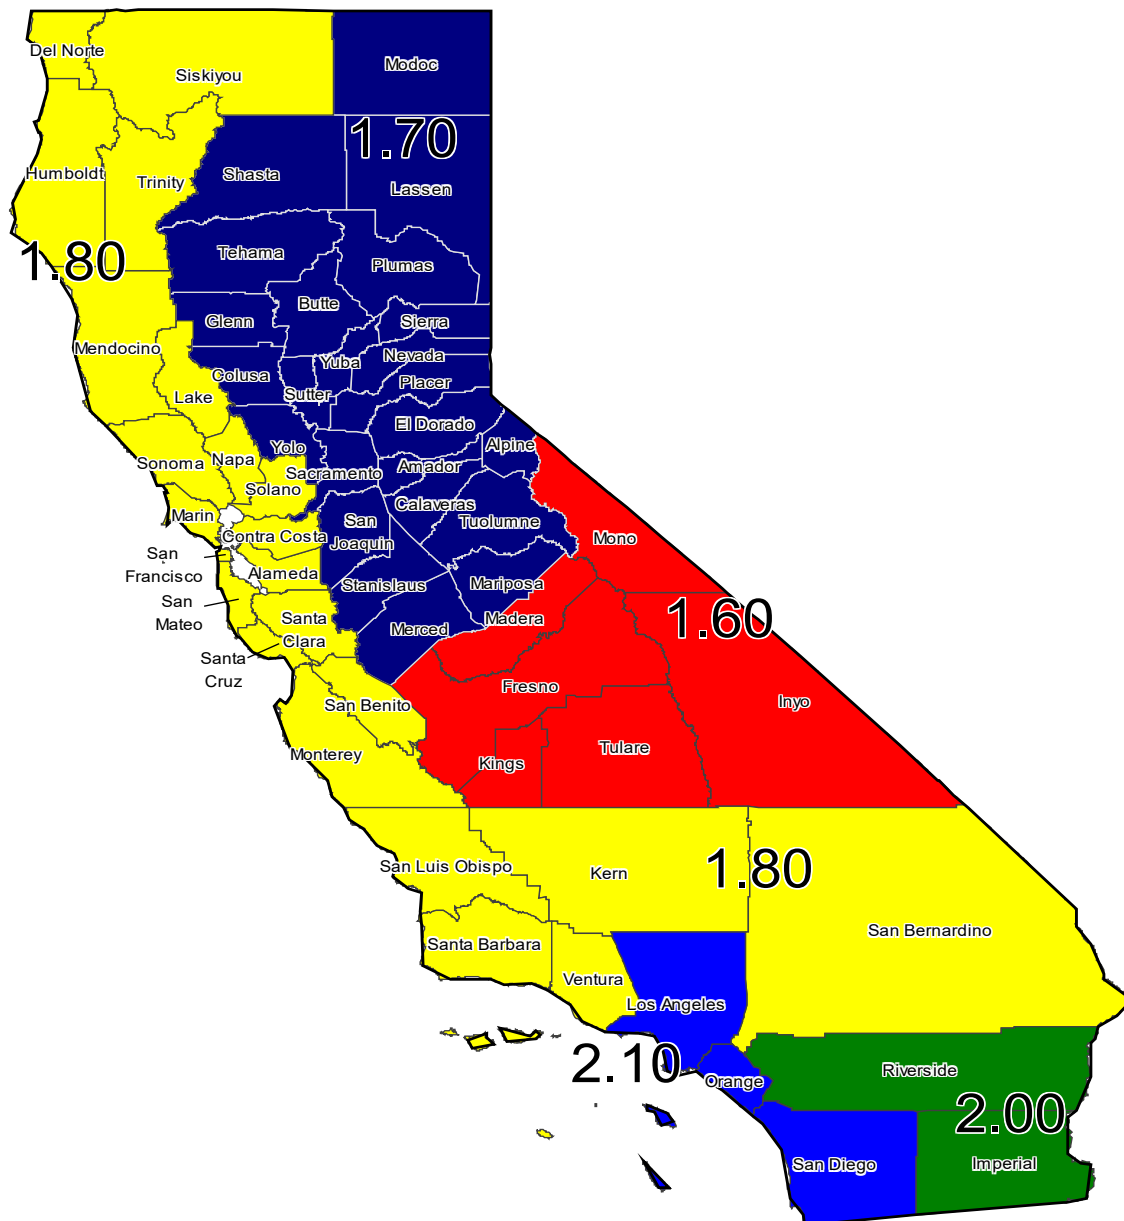 Del Norte
Siskiyou
Modoc
1.70
Shasta
Lassen
Humboldt
Trinity
1.80
Tehama
Plumas
Butte
Glenn
Sierra
Mendocino
Yuba
Nevada
Colusa
Placer
Lake
Sutter
El Dorado
Yolo
Alpine
Sonoma
Napa
Sacramento
Amador
Solano
Calaveras
Marin
San
Joaquin
Tuolumne
Contra Costa
Mono
San
Francisco
Alameda
Stanislaus
Mariposa
San
Mateo
Santa
Clara
Merced
Madera
1.60
Santa
Cruz
Fresno
Inyo
San Benito
Monterey
Kings
Tulare
San Luis Obispo
Kern
1.80
San Bernardino
Santa Barbara
Ventura
Los Angeles
2.10
Orange
Riverside
2.00
San Diego
Imperial